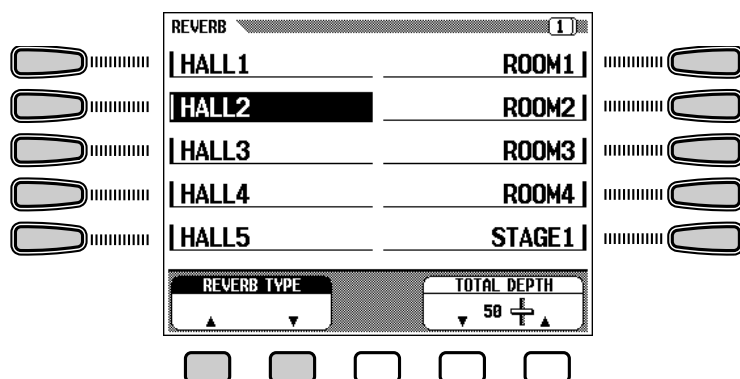 REVERB 1
HALL1 ROOM1
HALL2 ROOM2
HALL3 ROOM3
HALL4 ROOM4
HALL5 STAGE1
REVERB TYPE TOTAL DEPTH
50